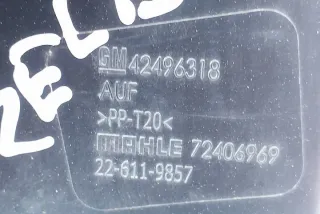 GM 42496318
AUF
>PP-T20<
MAHLE 72406969
22-611-9857